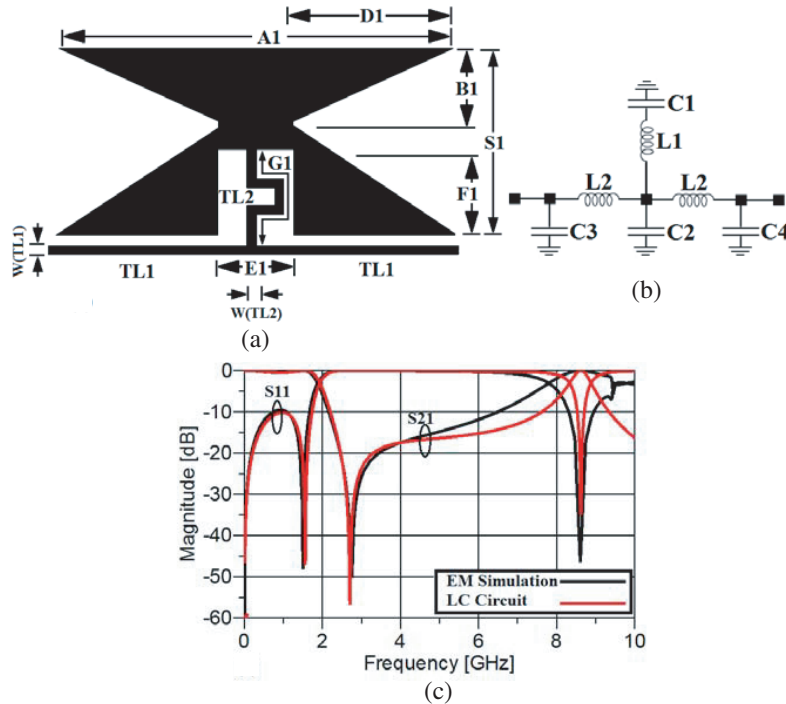 D1
A1
B1
S1
G1
TL2
F1
W(TL1)
TL1
E1
TL1
W(TL2)
(a)
C1
L1
L2
L2
C3
C2
C4
(b)
S11
S21
Magnitude [dB]
0
-10
-20
-30
-40
-50
-60
EM Simulation
LC Circuit
0
2
4
6
8
10
Frequency [GHz]
(c)